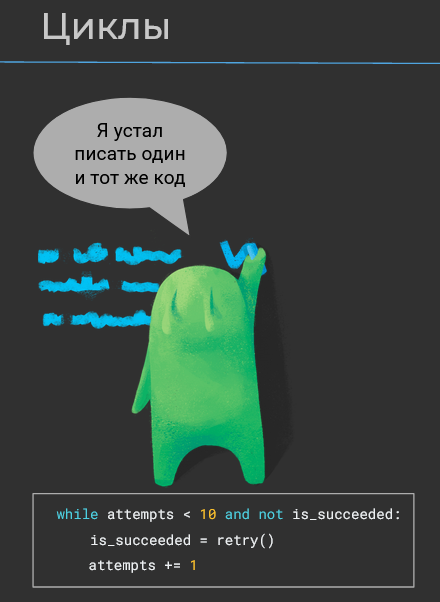 Циклы
Я устал
писать один
и тот же код
while attempts < 10 and not is_succeeded:
is_succeeded = retry()
attempts += 1